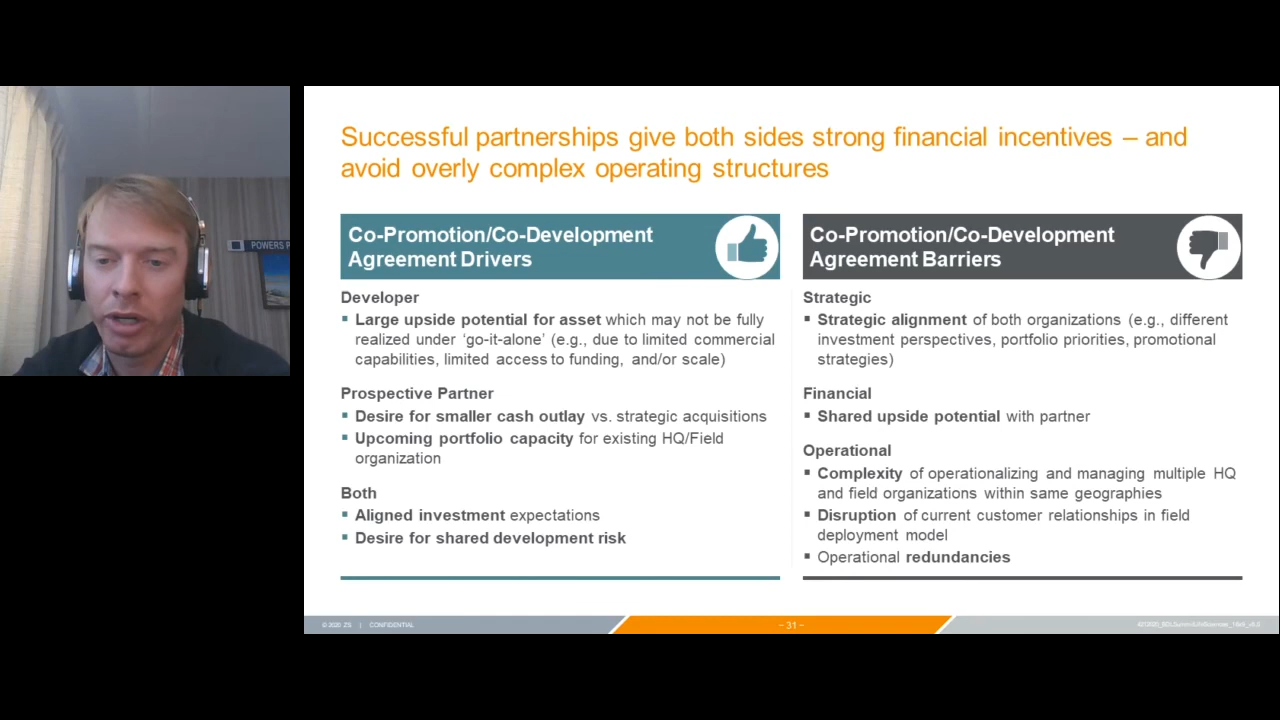 POWERS P
Successful partnerships give both sides strong financial incentives – and
avoid overly complex operating structures
Co-Promotion/Co-Development
Agreement Drivers
Developer
▪ Large upside potential for asset which may not be fully
realized under ‘go-it-alone’ (e.g., due to limited commercial
capabilities, limited access to funding, and/or scale)
Prospective Partner
▪ Desire for smaller cash outlay vs. strategic acquisitions
▪ Upcoming portfolio capacity for existing HQ/Field
organization
Both
▪ Aligned investment expectations
▪ Desire for shared development risk
Co-Promotion/Co-Development
Agreement Barriers
Strategic
▪ Strategic alignment of both organizations (e.g., different
investment perspectives, portfolio priorities, promotional
strategies)
Financial
▪ Shared upside potential with partner
Operational
▪ Complexity of operationalizing and managing multiple HQ
and field organizations within same geographies
▪ Disruption of current customer relationships in field
deployment model
▪ Operational redundancies
© 2020 ZS | CONFIDENTIAL
– 31 –